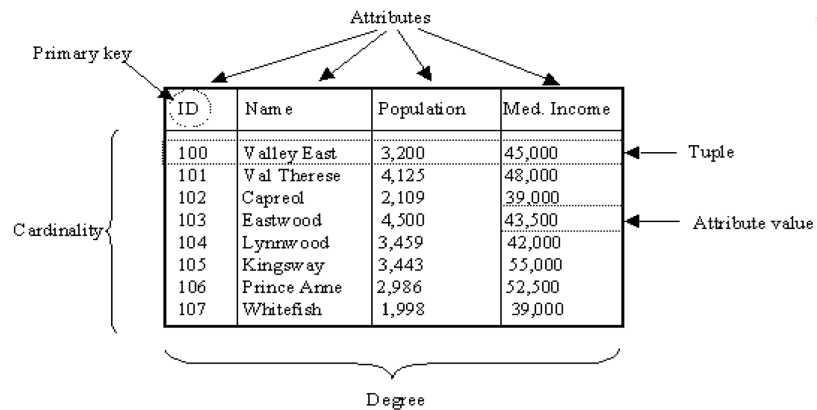 Attributes
Primary key
ID Name Population Med. Income
100 Valley East 3,200 45,000 Tuple
101 Val Therese 4,125 48,000
102 Capreol 2,109 39,000
103 Eastwood 4,500 43,500 Attribute value
Cardinality
104 Lynnwood 3,459 42,000
105 Kingsway 3,443 55,000
106 Prince Anne 2,986 52,500
107 Whitefish 1,998 39,000
Degree